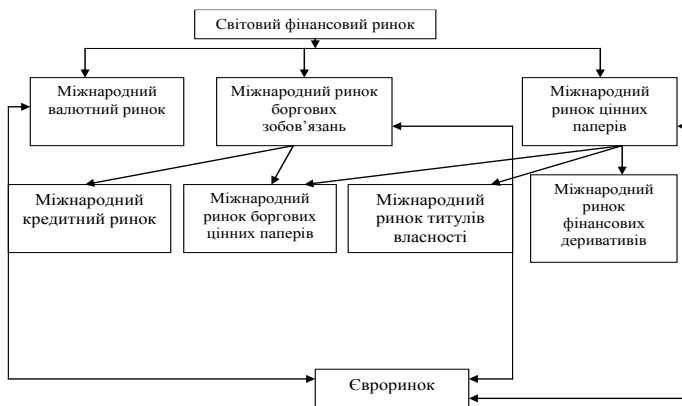 Світовий фінансовий ринок
Міжнародний
валютний ринок
Міжнародний ринок
боргових
зобов’язань
Міжнародний
ринок цінних
паперів
Міжнародний
кредитний ринок
Міжнародний
ринок боргових
цінних паперів
Міжнародний
ринок титулів
власності
Міжнародний
ринок
фінансових
деривативів
Євроринок